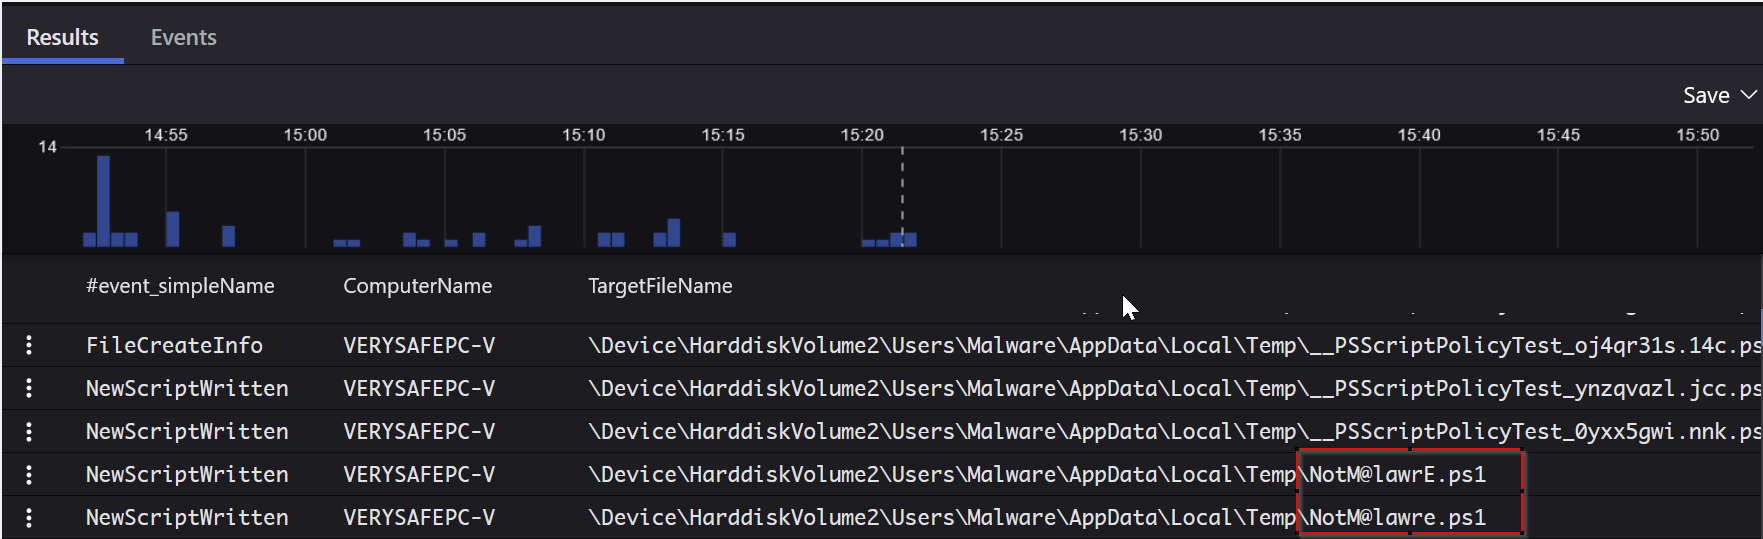 Results Events
Save
14:55 15:00 15:05 15:10 15:15 15:20 15:25 15:30 15:35 15:40 15:45 15:50
14
#event_simpleName ComputerName TargetFileName
FileCreateInfo VERYSAFEPC-V \Device\HarddiskVolume2\Users\Malware\AppData\Local\Temp\__PSScriptPolicyTest_oj4qr31s.14c.ps
NewScriptWritten VERYSAFEPC-V \Device\HarddiskVolume2\Users\Malware\AppData\Local\Temp\__PSScriptPolicyTest_ynzqvazl.jcc.ps
NewScriptWritten VERYSAFEPC-V \Device\HarddiskVolume2\Users\Malware\AppData\Local\Temp\__PSScriptPolicyTest_0yxx5gwi.nnk.ps
NewScriptWritten VERYSAFEPC-V \Device\HarddiskVolume2\Users\Malware\AppData\Local\Temp\NotM@lawrE.ps1
NewScriptWritten VERYSAFEPC-V \Device\HarddiskVolume2\Users\Malware\AppData\Local\Temp\NotM@lawre.ps1